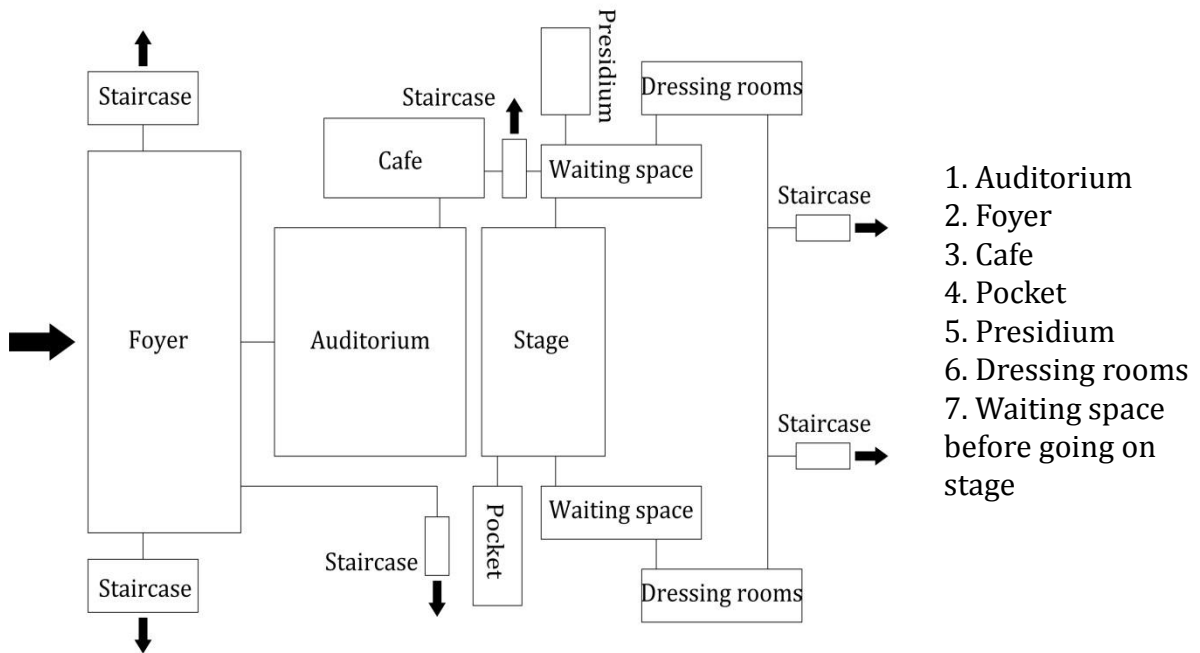 Presidium
Staircase
Dressing rooms
Staircase
Cafe
Waiting space
Staircase
Foyer
Auditorium
Stage
Staircase
Waiting space
Pocket
Staircase
Staircase
Dressing rooms
1. Auditorium
2. Foyer
3. Cafe
4. Pocket
5. Presidium
6. Dressing rooms
7. Waiting space
before going on
stage